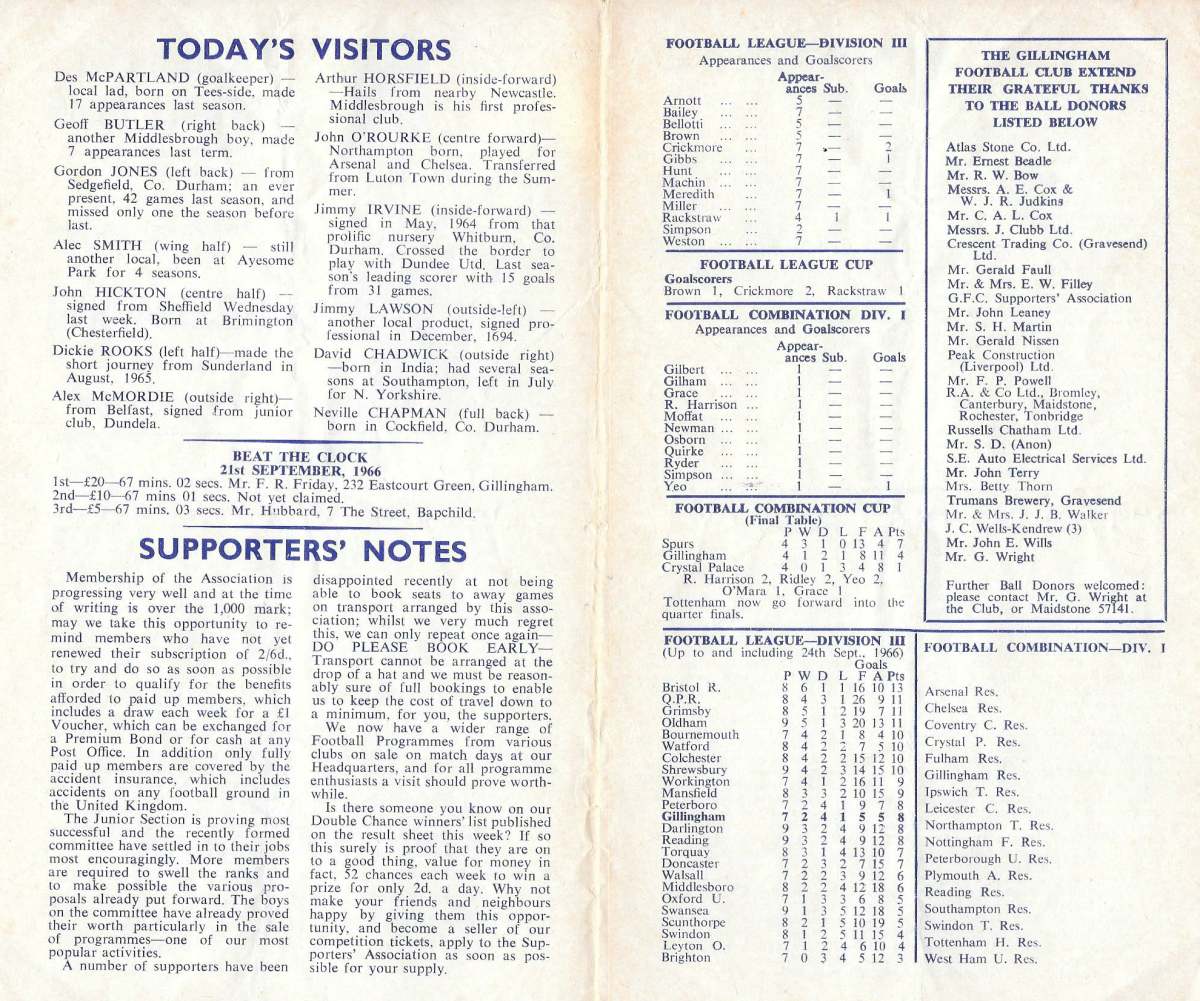 TODAY'S VISITORS
Des McPARTLAND (goalkeeper) —
local lad, born on Tees-side, made
17 appearances last season.
Geoff BUTLER (right back) —
another Middlesbrough boy, made
7 appearances last term.
Gordon JONES (left back) — from
Sedgefield, Co. Durham; an ever
present, 42 games last season, and
missed only one the season before
last.
Alec SMITH (wing half) — still
another local, been at Ayesome
Park for 4 seasons.
John HICKTON (centre half) —
signed from Sheffield Wednesday
last week. Born at Brimington
(Chesterfield).
Dickie ROOKS (left half)—made the
short journey from Sunderland in
August, 1965.
Alex McMORDIE (outside right)—
from Belfast, signed from junior
club, Dundela.
Arthur HORSFIELD (inside-forward)
—Hails from nearby Newcastle.
Middlesbrough is his first profes-
sional club.
John O'ROURKE (centre forward)—
Northampton born, played for
Arsenal and Chelsea. Transferred
from Luton Town during the Sum-
mer.
Jimmy IRVINE (inside-forward) —
signed in May, 1964 from that
prolific nursery Whitburn, Co.
Durham. Crossed the border to
play with Dundee Utd. Last sea-
son's leading scorer with 15 goals
from 31 games.
Jimmy LAWSON (outside-left) —
another local product, signed pro-
fessional in December, 1694.
David CHADWICK (outside right)
—born in India; had several sea-
sons at Southampton, left in July
for N. Yorkshire.
Neville CHAPMAN (full back) —
born in Cockfield, Co. Durham.
BEAT THE CLOCK
21st SEPTEMBER, 1966
1st—£20—67 mins. 02 secs. Mr. F. R. Friday, 232 Eastcourt Green, Gillingham.
2nd—£10—67 mins 01 secs. Not yet claimed.
3rd—£5—67 mins. 03 secs. Mr. Hubbard, 7 The Street, Bapchild.
SUPPORTERS' NOTES
Membership of the Association is
progressing very well and at the time
of writing is over the 1,000 mark;
may we take this opportunity to re-
mind members who have not yet
renewed their subscription of 2/6d.,
to try and do so as soon as possible
in order to qualify for the benefits
afforded to paid up members, which
includes a draw each week for a £1
Voucher, which can be exchanged for
a Premium Bond or for cash at any
Post Office. In addition only fully
paid up members are covered by the
accident insurance, which includes
accidents on any football ground in
the United Kingdom.
The Junior Section is proving most
successful and the recently formed
committee have settled in to their jobs
most encouragingly. More members
are required to swell the ranks and
to make possible the various pro-
posals already put forward. The boys
on the committee have already proved
their worth particularly in the sale
of programmes—one of our most
popular activities.
A number of supporters have been
disappointed recently at not being
able to book seats to away games
on transport arranged by this asso-
ciation; whilst we very much regret
this, we can only repeat once again—
DO PLEASE BOOK EARLY—
Transport cannot be arranged at the
drop of a hat and we must be reason-
ably sure of full bookings to enable
us to keep the cost of travel down to
a minimum, for you, the supporters.
We now have a wider range of
Football Programmes from various
clubs on sale on match days at our
Headquarters, and for all programme
enthusiasts a visit should prove worth-
while.
Is there someone you know on our
Double Chance winners' list published
on the result sheet this week? If so
this surely is proof that they are on
to a good thing, value for money in
fact, 52 chances each week to win a
prize for only 2d. a day. Why not
make your friends and neighbours
happy by giving them this oppor-
tunity, and become a seller of our
competition tickets, apply to the Sup-
porters' Association as soon as pos-
sible for your supply.
FOOTBALL LEAGUE—DIVISION III
Appearances and Goalscorers
Appear-
ances Sub. Goals
Arnott ... ... 5 — —
Bailey ... ... 7 — —
Bellotti ... ... 5 — —
Brown ... ... 5 — —
Crickmore ... 7 — 2
Gibbs ... ... 7 — 1
Hunt ... ... 7 — —
Machin ... ... 7 — —
Meredith ... 7 — 1
Miller ... ... 7 — —
Rackstraw ... 4 1 1
Simpson ... 2 — —
Weston ... ... 7 — —
FOOTBALL LEAGUE CUP
Goalscorers
Brown 1, Crickmore 2, Rackstraw 1
FOOTBALL COMBINATION DIV. I
Appearances and Goalscorers
Appear-
ances Sub. Goals
Gilbert ... ... 1 — —
Gilham ... ... 1 — —
Grace ... ... 1 — —
R. Harrison ... 1 — —
Moffat ... ... 1 — —
Newman ... ... 1 — —
Osborn ... ... 1 — —
Quirke ... ... 1 — —
Ryder ... ... 1 — —
Simpson ... ... 1 — —
Yeo ... ... 1 — 1
FOOTBALL COMBINATION CUP
(Final Table)
P W D L F A Pts
Spurs 4 3 1 0 13 4 7
Gillingham 4 1 2 1 8 11 4
Crystal Palace 4 0 1 3 4 8 1
R. Harrison 2, Ridley 2, Yeo 2,
O'Mara 1, Grace 1
Tottenham now go forward into the
quarter finals.
THE GILLINGHAM
FOOTBALL CLUB EXTEND
THEIR GRATEFUL THANKS
TO THE BALL DONORS
LISTED BELOW
Atlas Stone Co. Ltd.
Mr. Ernest Beadle
Mr. R. W. Bow
Messrs. A. E. Cox &
W. J. R. Judkins
Mr. C. A. L. Cox
Messrs. J. Clubb Ltd.
Crescent Trading Co. (Gravesend)
Ltd.
Mr. Gerald Faull
Mr. & Mrs. E. W. Filley
G.F.C. Supporters' Association
Mr. John Leaney
Mr. S. H. Martin
Mr. Gerald Nissen
Peak Construction
(Liverpool) Ltd.
Mr. F. P. Powell
R.A. & Co Ltd., Bromley,
Canterbury, Maidstone,
Rochester, Tonbridge
Russells Chatham Ltd.
Mr. S. D. (Anon)
S.E. Auto Electrical Services Ltd.
Mr. John Terry
Mrs. Betty Thorn
Trumans Brewery, Gravesend
Mr. & Mrs. J. J. B. Walker
J. C. Wells-Kendrew (3)
Mr. John E. Wills
Mr. G. Wright
Further Ball Donors welcomed:
please contact Mr. G. Wright at
the Club, or Maidstone 57141.
FOOTBALL LEAGUE—DIVISION III
(Up to and including 24th Sept., 1966)
Goals
P W D L F A Pts
Bristol R. 8 6 1 1 16 10 13
Q.P.R. 8 4 3 1 26 9 11
Grimsby 8 5 1 2 19 7 11
Oldham 9 5 1 3 20 13 11
Bournemouth 7 4 2 1 8 4 10
Watford 8 4 2 2 7 5 10
Colchester 8 4 2 2 15 12 10
Shrewsbury 9 4 2 3 14 15 10
Workington 7 4 1 2 16 11 9
Mansfield 8 3 3 2 10 15 9
Peterboro 7 2 4 1 9 7 8
Gillingham 7 2 4 1 5 5 8
Darlington 9 3 2 4 9 12 8
Reading 9 3 2 4 9 12 8
Torquay 8 3 1 4 13 10 7
Doncaster 7 2 3 2 7 15 7
Walsall 7 2 2 3 9 12 6
Middlesboro 8 2 2 4 12 18 6
Oxford U. 7 1 3 3 6 8 5
Swansea 9 1 3 5 12 18 5
Scunthorpe 8 2 1 5 10 19 5
Swindon 8 1 2 5 11 15 4
Leyton O. 7 1 2 4 6 10 4
Brighton 7 0 3 4 5 12 3
FOOTBALL COMBINATION—DIV. I
Arsenal Res.
Chelsea Res.
Coventry C. Res.
Crystal P. Res.
Fulham Res.
Gillingham Res.
Ipswich T. Res.
Leicester C. Res.
Northampton T. Res.
Nottingham F. Res.
Peterborough U. Res.
Plymouth A. Res.
Reading Res.
Southampton Res.
Swindon T. Res.
Tottenham H. Res.
West Ham U. Res.